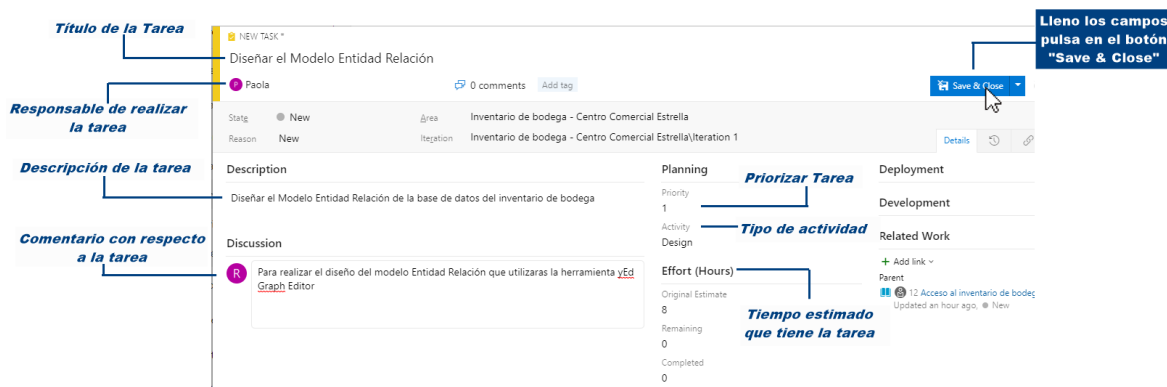 Título de la Tarea
Lleno los campos
pulsa en el botón
"Save & Close"
NEW TASK *
Diseñar el Modelo Entidad Relación
P Paola
0 comments
Add tag
Save & Close
Responsable de realizar
la tarea
State
New
Area
Inventario de bodega - Centro Comercial Estrella
Reason
New
Iteration
Inventario de bodega - Centro Comercial Estrella\Iteration 1
Details
Descripción de la tarea
Description
Diseñar el Modelo Entidad Relación de la base de datos del inventario de bodega
Comentario con respecto
a la tarea
Discussion
R
Para realizar el diseño del modelo Entidad Relación que utilizaras la herramienta yEd
Graph Editor
Planning
Priorizar Tarea
Priority
1
Activity
Tipo de actividad
Design
Effort (Hours)
Original Estimate
8
Tiempo estimado
que tiene la tarea
Remaining
0
Completed
0
Deployment
Development
Related Work
+ Add link
Parent
12 Acceso al inventario de bodeg
Updated an hour ago, New